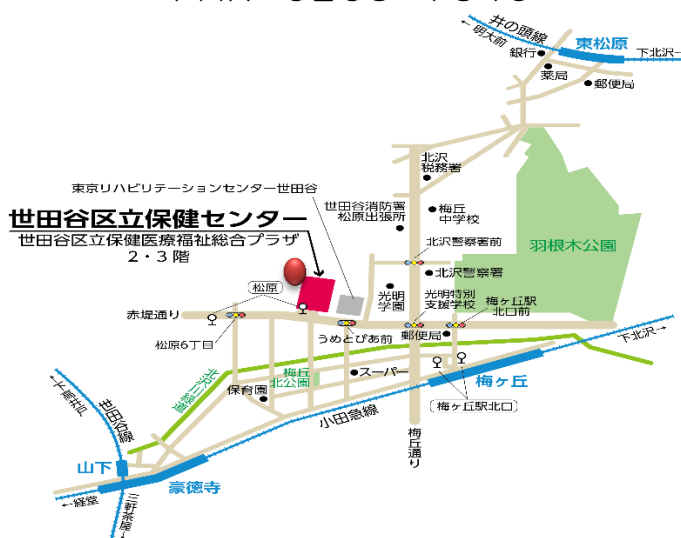 井の頭線
東松原
←明大前
下北沢→
銀行
薬局
郵便局
北沢
税務署
東京リハビリテーションセンター世田谷
世田谷消防署
松原出張所
梅丘
中学校
世田谷区立保健センター
世田谷区立保健医療福祉総合プラザ
2・3階
北沢警察署前
羽根木公園
北沢警察署
松原
光明
学園
光明特別
支援学校
梅ヶ丘駅
北口前
赤堤通り
松原6丁目
うめとぴあ前
郵便局
下北沢→
北沢川緑道
梅丘
北公園
スーパー
梅ヶ丘
保育園
梅ヶ丘駅北口
小田急線
梅丘通り
←下高井戸
世田谷線
山下
豪徳寺
←経堂
三軒茶屋→